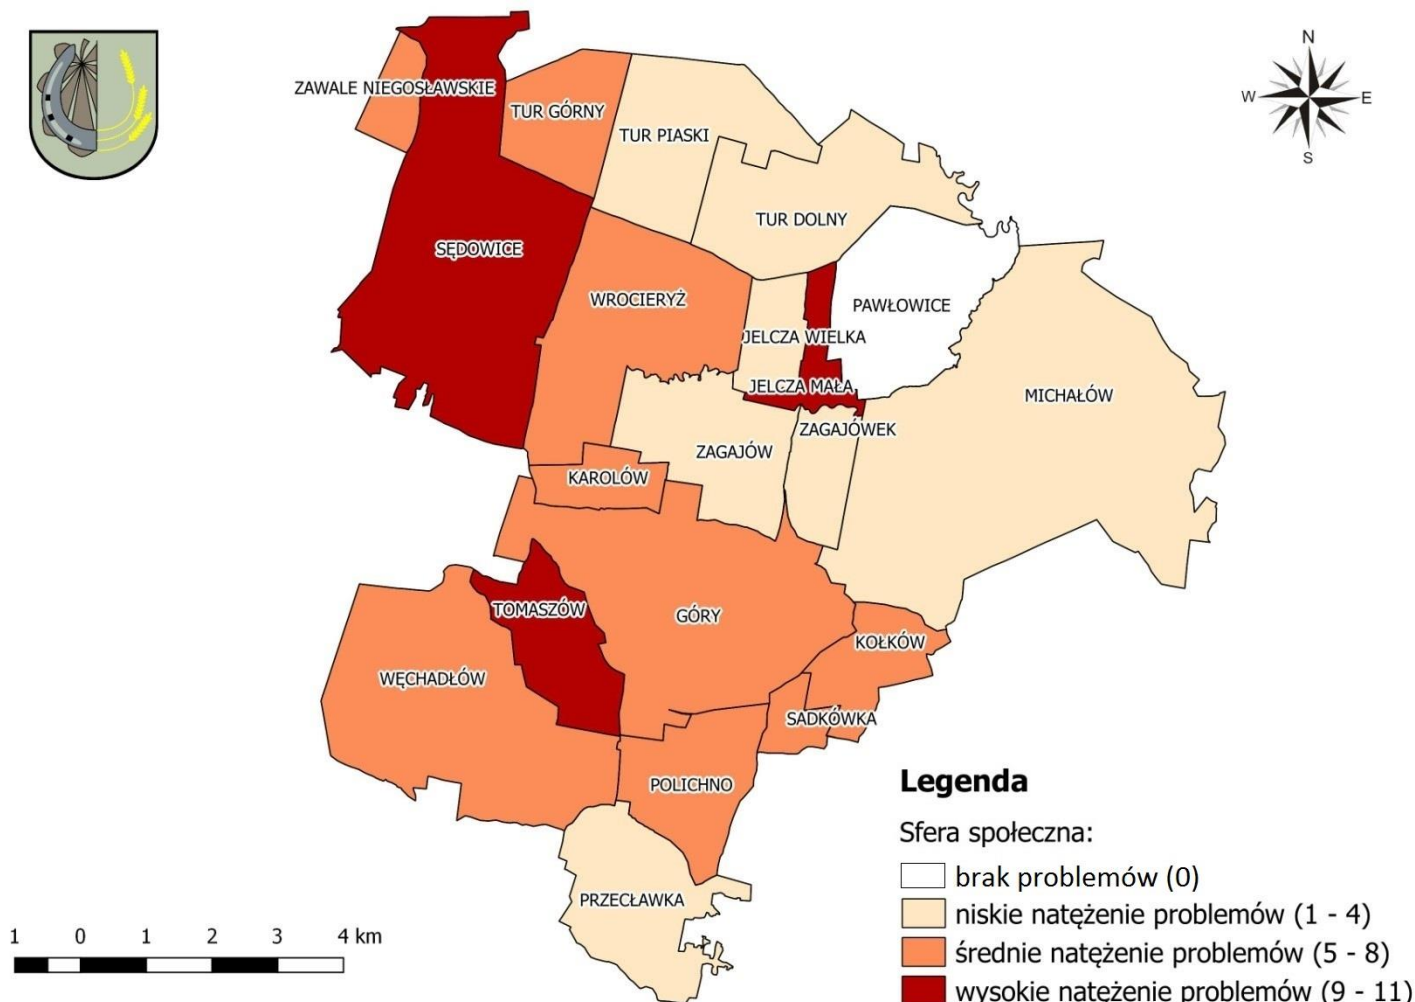 N
W E
S
ZAWALE NIEGOSŁAWSKIE
TUR GÓRNY
TUR PIASKI
TUR DOLNY
SĘDOWICE
WROCIERYŻ
PAWŁOWICE
JELCZA WIELKA
JELCZA MAŁA
MICHAŁÓW
ZAGAJÓWEK
ZAGAJÓW
KAROLÓW
TOMASZÓW
GÓRY
KOŁKÓW
WĘCHADŁÓW
SADKÓWKA
POLICHNO
PRZECŁAWKA
Legenda
Sfera społeczna:
brak problemów (0)
niskie natężenie problemów (1 - 4)
średnie natężenie problemów (5 - 8)
wysokie natężenie problemów (9 - 11)
1 0 1 2 3 4 km